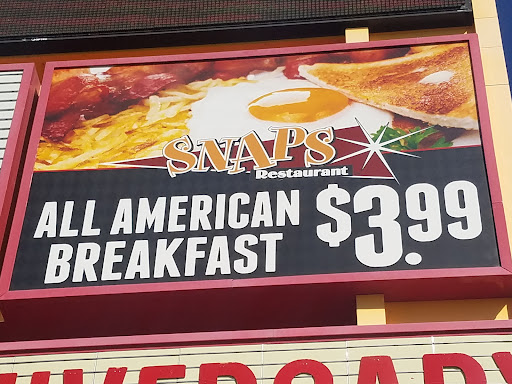 SNAPS
Restaurant
ALL AMERICAN
BREAKFAST
$3.99